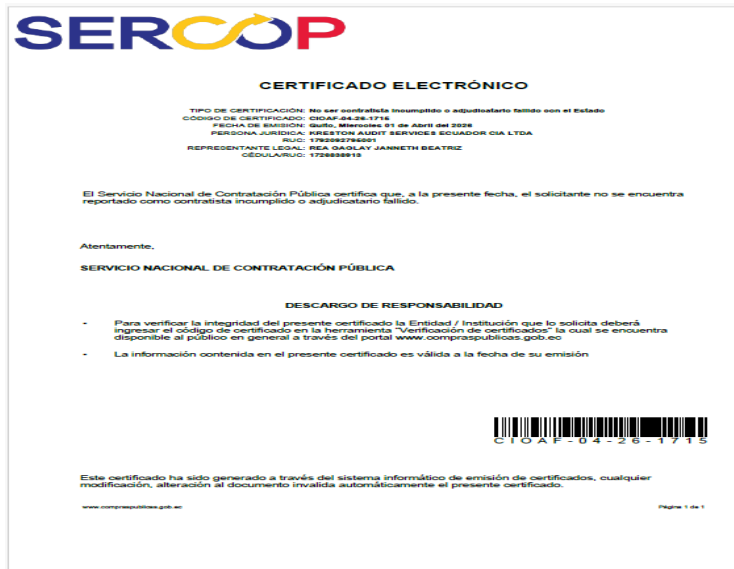 SERCOP
CERTIFICADO ELECTRÓNICO
TIPO DE CERTIFICACIÓN: No ser contratista incumplido o adjudicatario fallido con el Estado
CÓDIGO DE CERTIFICADO: CIOAF-04-26-1715
FECHA DE EMISIÓN: Quito, Miercoles 01 de Abril del 2026
PERSONA JURÍDICA: KRESTON AUDIT SERVICES ECUADOR CIA LTDA
RUC:
REPRESENTANTE LEGAL: REA GAGLAY JANNETH BEATRIZ
CÉDULA/RUC:
El Servicio Nacional de Contratación Pública certifica que, a la presente fecha, el solicitante no se encuentra
reportado como contratista incumplido o adjudicatario fallido.
Atentamente,
SERVICIO NACIONAL DE CONTRATACIÓN PÚBLICA
DESCARGO DE RESPONSABILIDAD
- Para verificar la integridad del presente certificado la Entidad / Institución que lo solicita deberá
ingresar el código de certificado en la herramienta "Verificación de certificados" la cual se encuentra
disponible al público en general a través del portal www.compraspublicas.gob.ec
- La información contenida en el presente certificado es válida a la fecha de su emisión
CIOAF-04-26-1715
Este certificado ha sido generado a través del sistema informático de emisión de certificados, cualquier
modificación, alteración al documento invalida automáticamente el presente certificado.
www.compraspublicas.gob.ec
Página 1 de 1